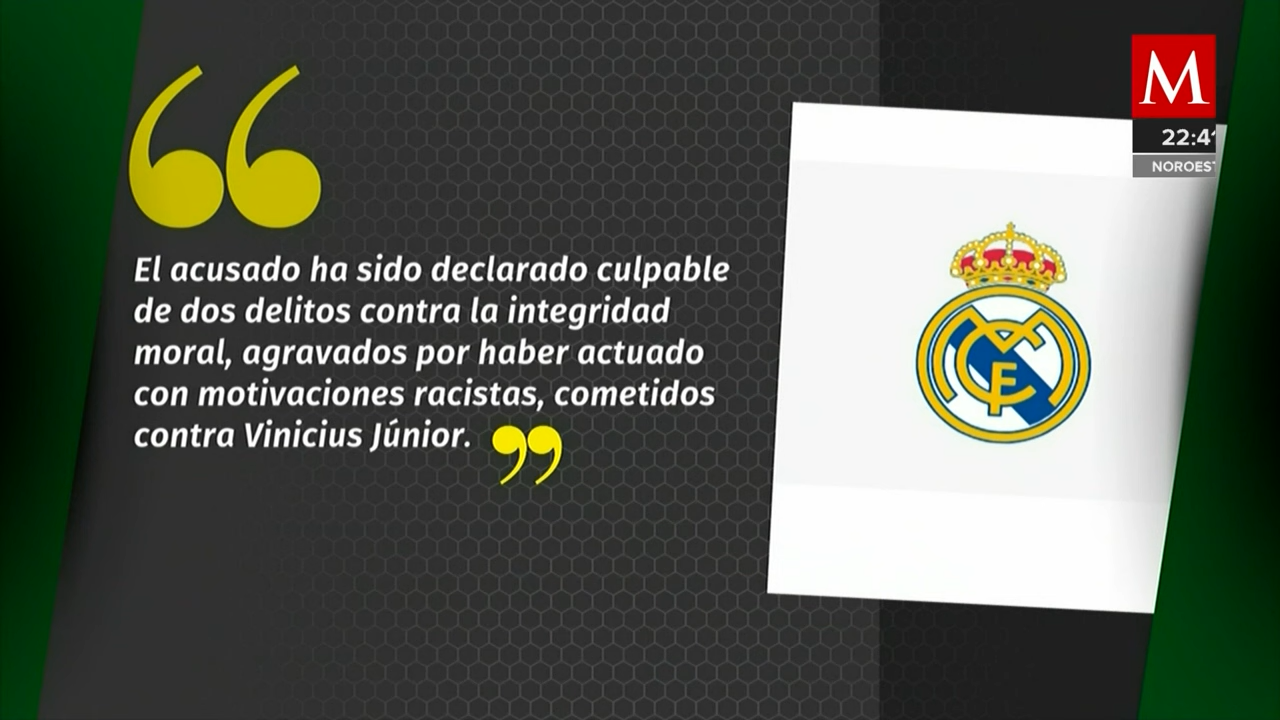 M
22:41
NOROEST
El acusado ha sido declarado culpable
de dos delitos contra la integridad
moral, agravados por haber actuado
con motivaciones racistas, cometidos
contra Vinicius Júnior.